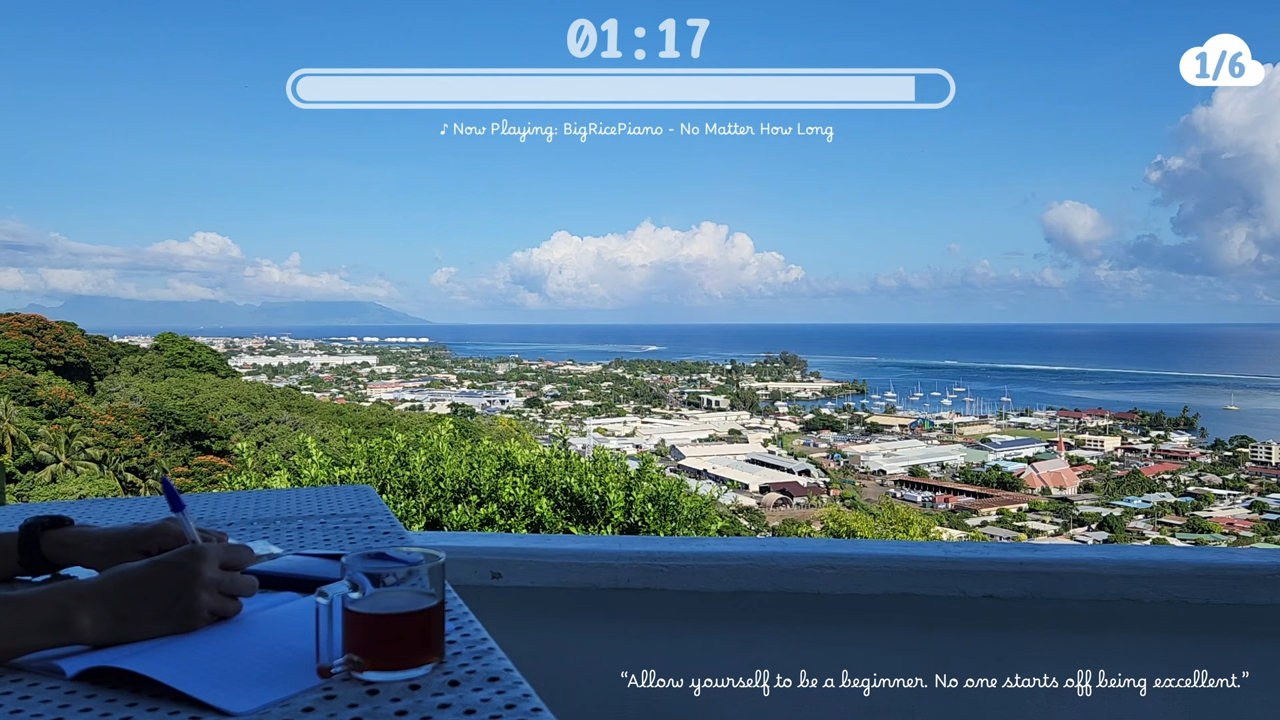 01:17
1/6
♪ Now Playing: BigRicePiano - No Matter How Long
“Allow yourself to be a beginner. No one starts off being excellent.”